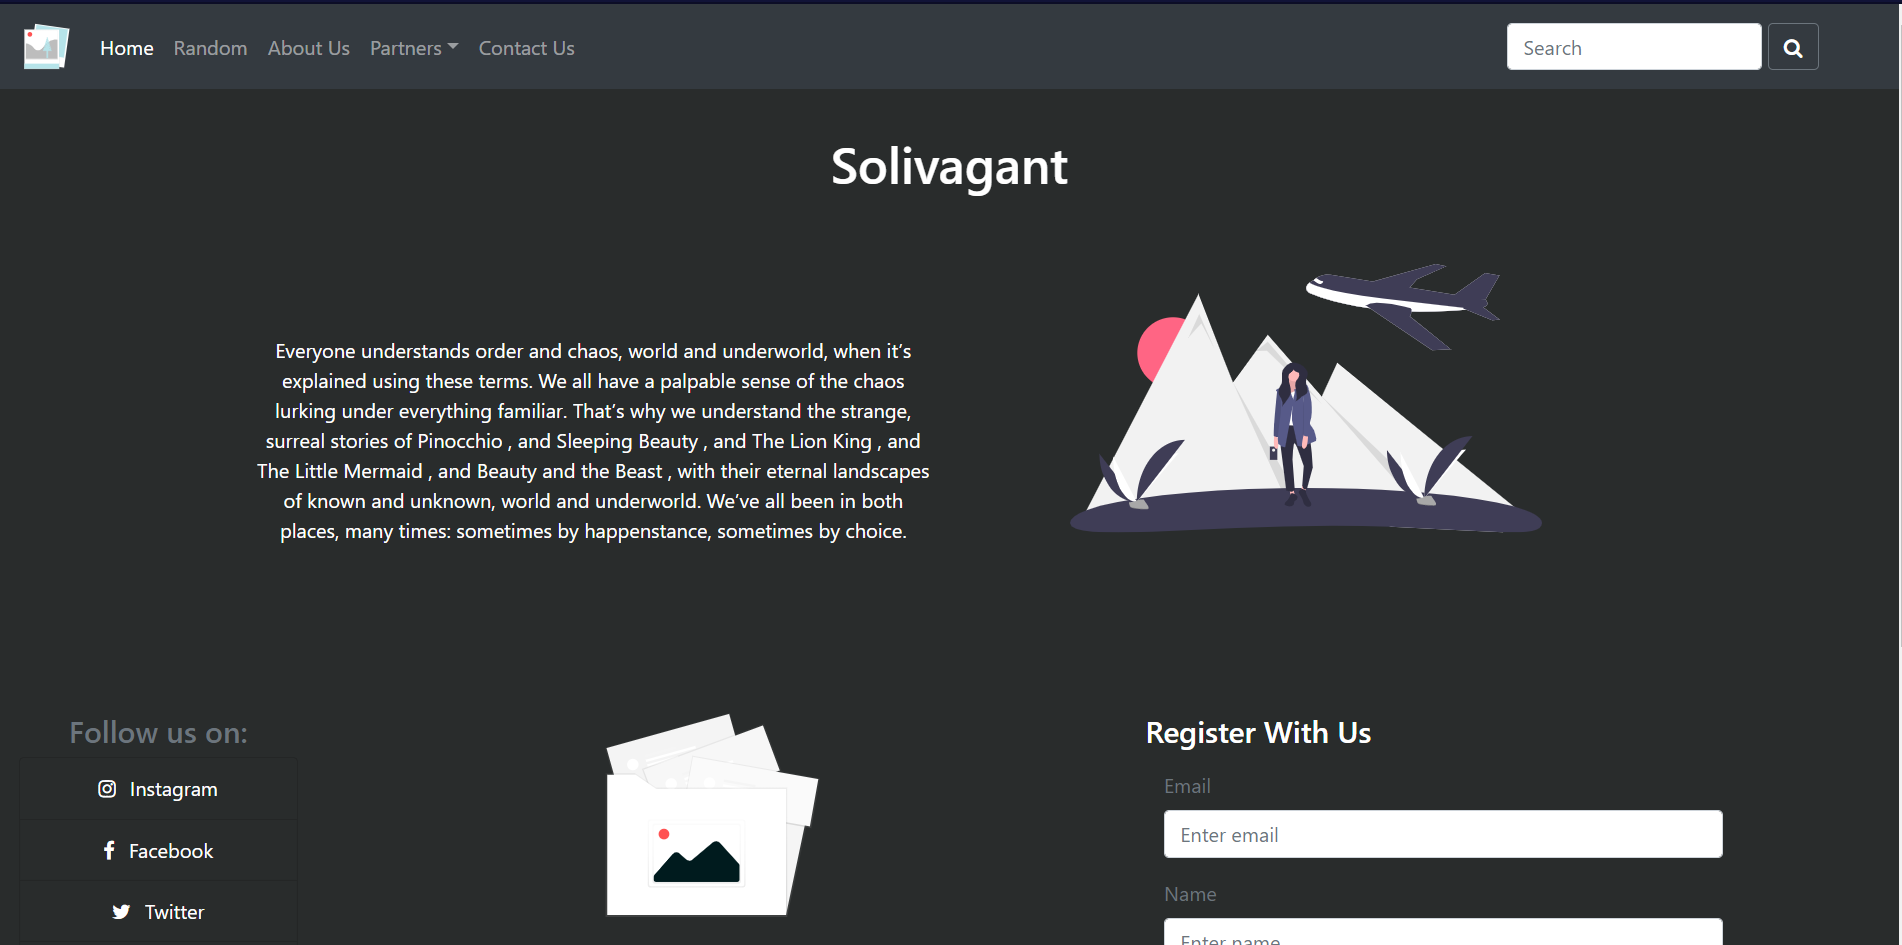 Home Random About Us Partners Contact Us Search
Solivagant
Everyone understands order and chaos, world and underworld, when it’s
explained using these terms. We all have a palpable sense of the chaos
lurking under everything familiar. That’s why we understand the strange,
surreal stories of Pinocchio , and Sleeping Beauty , and The Lion King , and
The Little Mermaid , and Beauty and the Beast , with their eternal landscapes
of known and unknown, world and underworld. We’ve all been in both
places, many times: sometimes by happenstance, sometimes by choice.
Follow us on:
Instagram
Facebook
Twitter
Register With Us
Email
Enter email
Name
Enter name